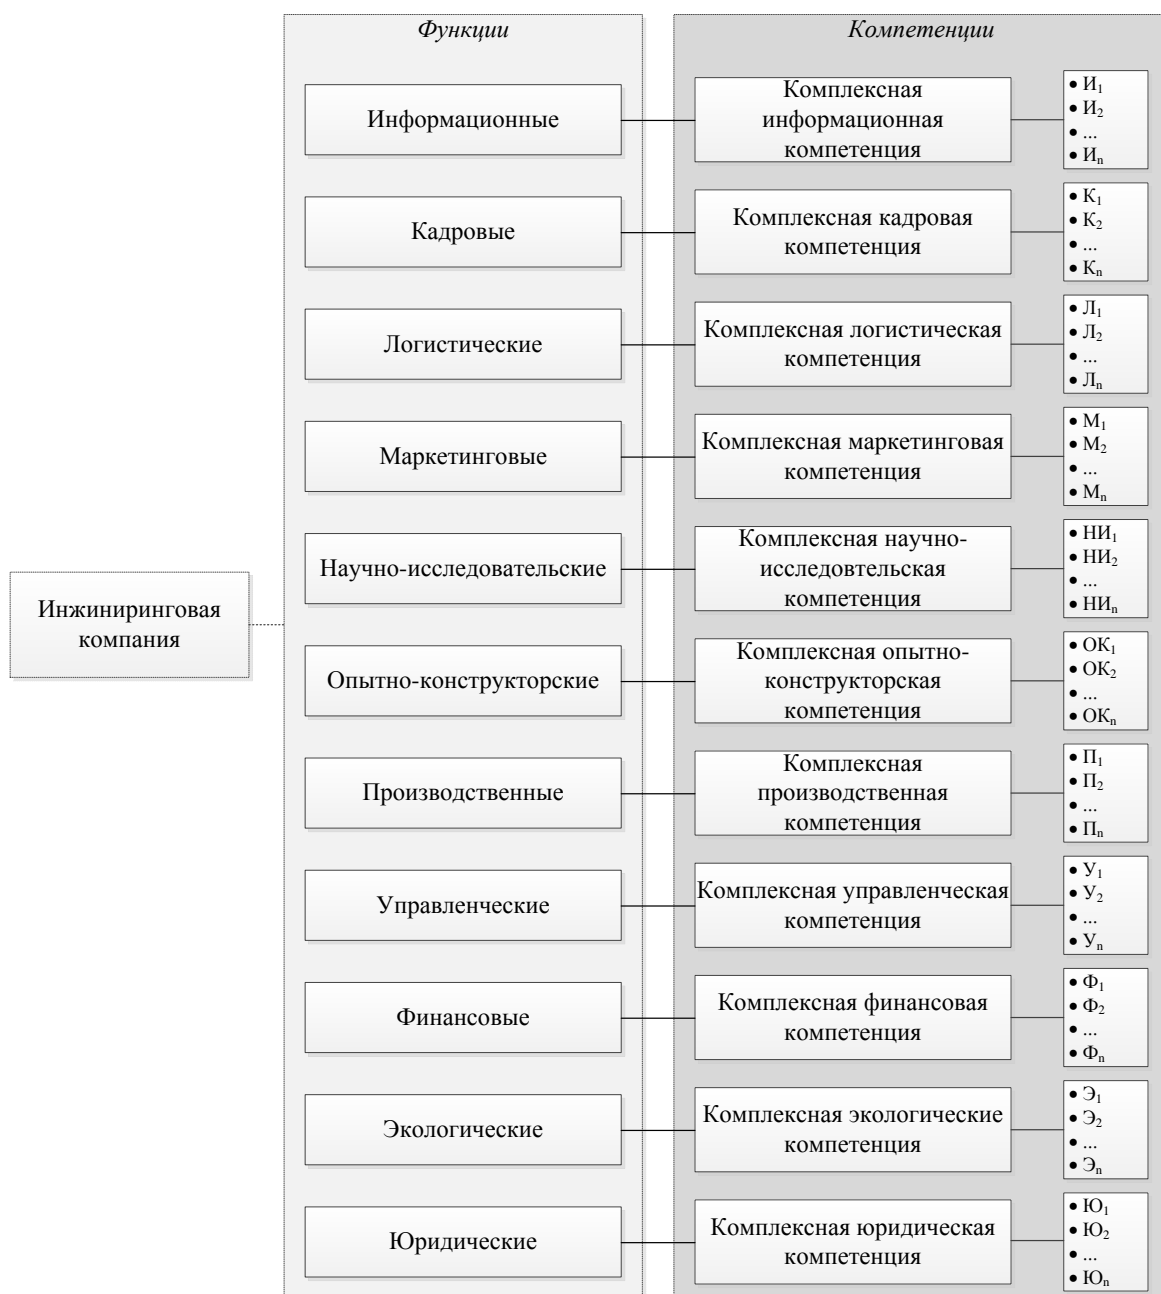 Функции
Компетенции
Информационные
Комплексная
информационная
компетенция
• И₁
• И₂
• ...
• Иₙ
Кадровые
Комплексная кадровая
компетенция
• К₁
• К₂
• ...
• Кₙ
Логистические
Комплексная логистическая
компетенция
• Л₁
• Л₂
• ...
• Лₙ
Маркетинговые
Комплексная маркетинговая
компетенция
• М₁
• М₂
• ...
• Мₙ
Инжиниринговая
компания
Научно-исследовательские
Комплексная научно-
исследовтельская
компетенция
• НИ₁
• НИ₂
• ...
• НИₙ
Опытно-конструкторские
Комплексная опытно-
конструкторская
компетенция
• ОК₁
• ОК₂
• ...
• ОКₙ
Производственные
Комплексная
производственная
компетенция
• П₁
• П₂
• ...
• Пₙ
Управленческие
Комплексная управленческая
компетенция
• У₁
• У₂
• ...
• Уₙ
Финансовые
Комплексная финансовая
компетенция
• Ф₁
• Ф₂
• ...
• Фₙ
Экологические
Комплексная экологические
компетенция
• Э₁
• Э₂
• ...
• Эₙ
Юридические
Комплексная юридическая
компетенция
• Ю₁
• Ю₂
• ...
• Юₙ